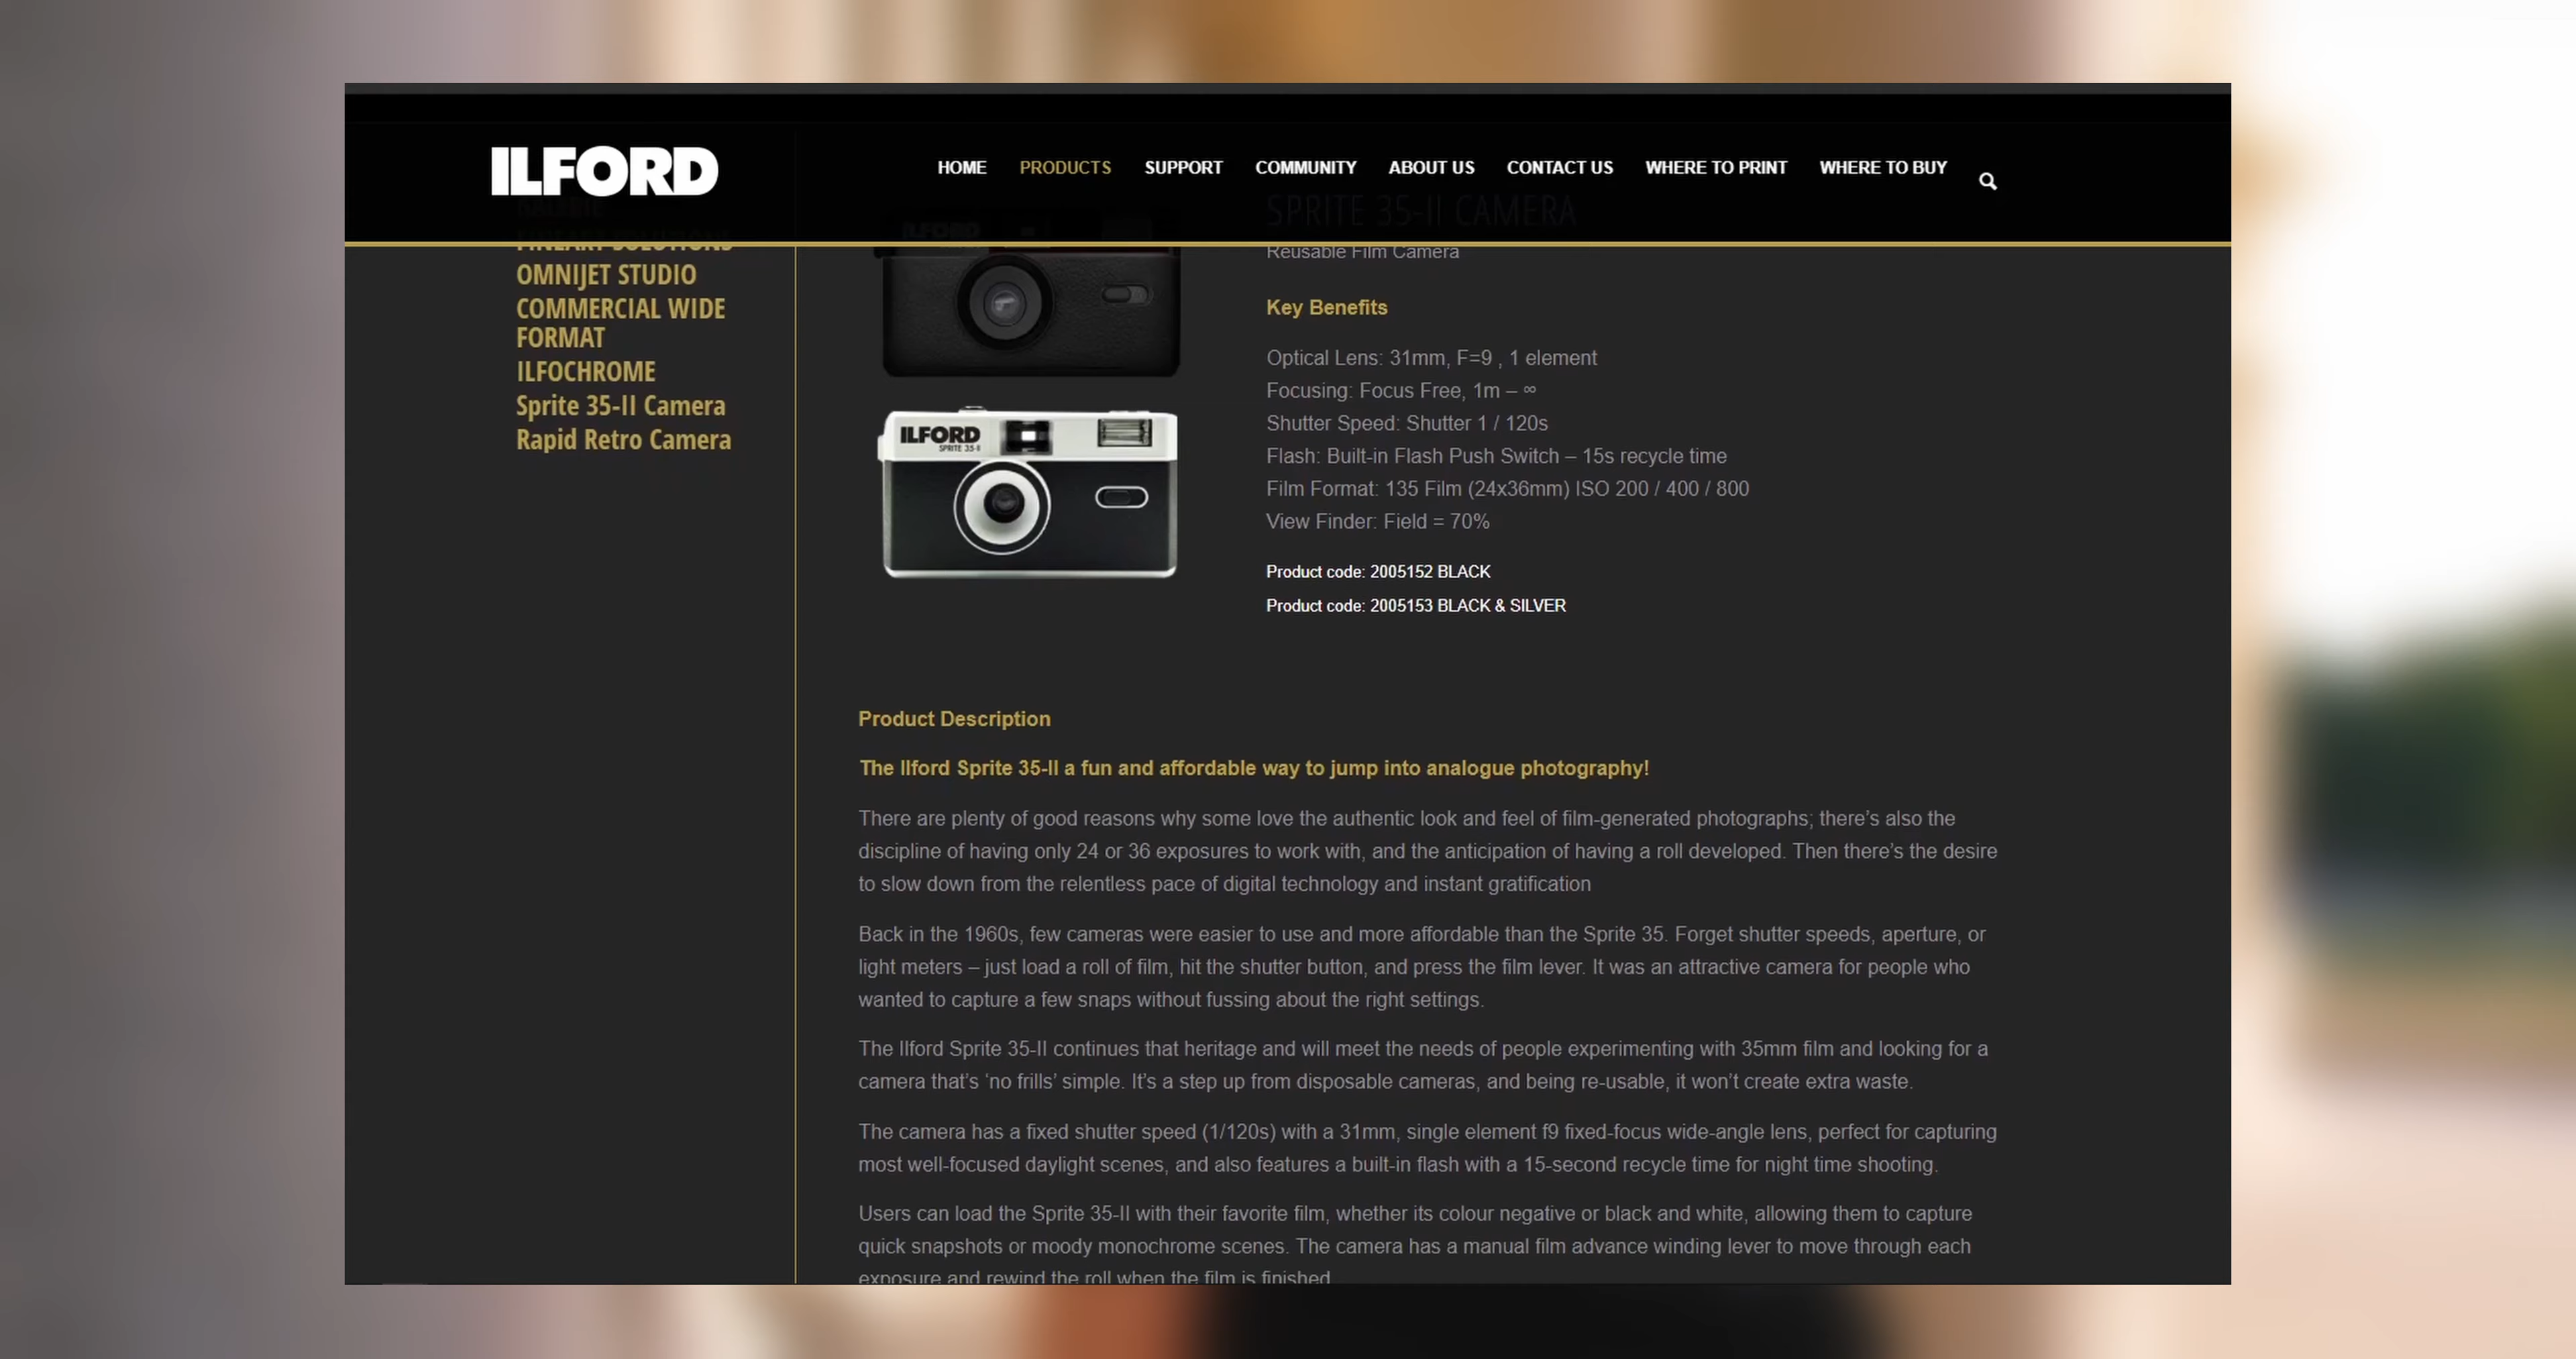 ILFORD
HOME PRODUCTS SUPPORT COMMUNITY ABOUT US CONTACT US WHERE TO PRINT WHERE TO BUY
FINEART SOLUTIONS
OMNIJET STUDIO
COMMERCIAL WIDE
FORMAT
ILFOCHROME
Sprite 35-II Camera
Rapid Retro Camera
ILFORD
ILFORD
SPRITE 35-II
SPRITE 35-II CAMERA
Reusable Film Camera
Key Benefits
Optical Lens: 31mm, F=9 , 1 element
Focusing: Focus Free, 1m – ∞
Shutter Speed: Shutter 1 / 120s
Flash: Built-in Flash Push Switch – 15s recycle time
Film Format: 135 Film (24x36mm) ISO 200 / 400 / 800
View Finder: Field = 70%
Product code: 2005152 BLACK
Product code: 2005153 BLACK & SILVER
Product Description
The Ilford Sprite 35-II a fun and affordable way to jump into analogue photography!
There are plenty of good reasons why some love the authentic look and feel of film-generated photographs; there’s also the
discipline of having only 24 or 36 exposures to work with, and the anticipation of having a roll developed. Then there’s the desire
to slow down from the relentless pace of digital technology and instant gratification
Back in the 1960s, few cameras were easier to use and more affordable than the Sprite 35. Forget shutter speeds, aperture, or
light meters – just load a roll of film, hit the shutter button, and press the film lever. It was an attractive camera for people who
wanted to capture a few snaps without fussing about the right settings.
The Ilford Sprite 35-II continues that heritage and will meet the needs of people experimenting with 35mm film and looking for a
camera that’s ‘no frills’ simple. It’s a step up from disposable cameras, and being re-usable, it won’t create extra waste.
The camera has a fixed shutter speed (1/120s) with a 31mm, single element f9 fixed-focus wide-angle lens, perfect for capturing
most well-focused daylight scenes, and also features a built-in flash with a 15-second recycle time for night time shooting.
Users can load the Sprite 35-II with their favorite film, whether its colour negative or black and white, allowing them to capture
quick snapshots or moody monochrome scenes. The camera has a manual film advance winding lever to move through each
exposure and rewind the roll when the film is finished